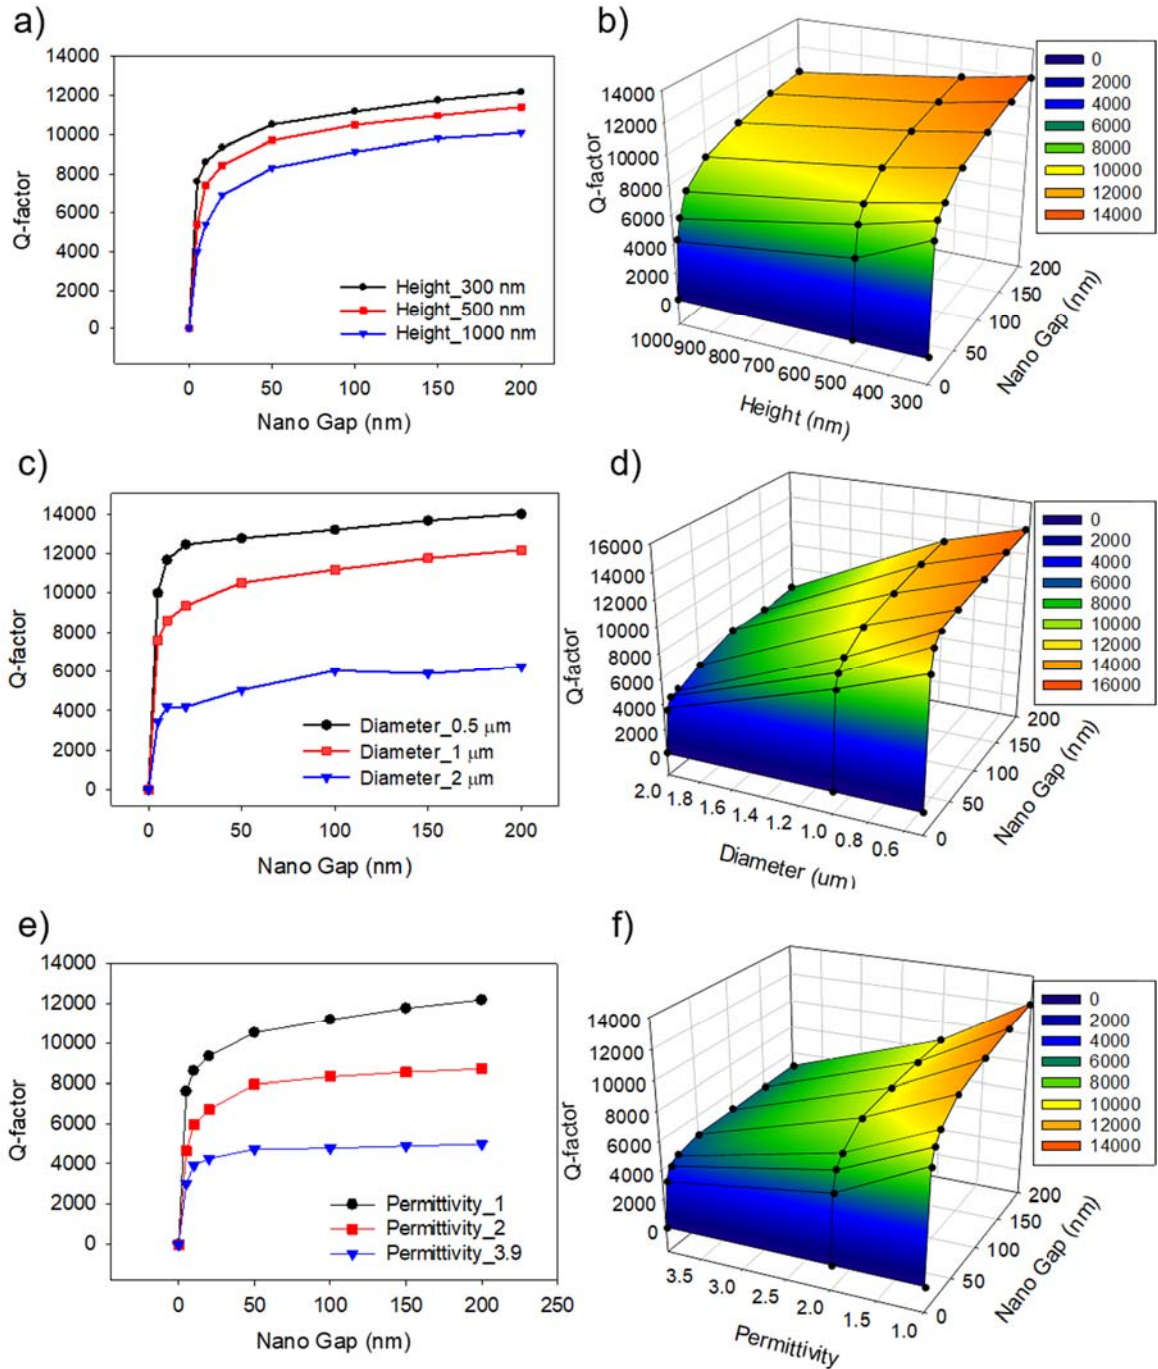 a)
14000
12000
10000
8000
6000
4000
2000
0
Q-factor
Height_300 nm
Height_500 nm
Height_1000 nm
0 50 100 150 200
Nano Gap (nm)
b)
14000
12000
10000
8000
6000
4000
2000
0
Q-factor
1000 900 800 700 600 500 400 300
Height (nm)
0 50 100 150 200
Nano Gap (nm)
0
2000
4000
6000
8000
10000
12000
14000
c)
14000
12000
10000
8000
6000
4000
2000
0
Q-factor
Diameter_0.5 μm
Diameter_1 μm
Diameter_2 μm
0 50 100 150 200
Nano Gap (nm)
d)
16000
14000
12000
10000
8000
6000
4000
2000
0
Q-factor
2.0 1.8 1.6 1.4 1.2 1.0 0.8 0.6
Diameter (um)
0 50 100 150 200
Nano Gap (nm)
0
2000
4000
6000
8000
10000
12000
14000
16000
e)
14000
12000
10000
8000
6000
4000
2000
0
Q-factor
Permittivity_1
Permittivity_2
Permittivity_3.9
0 50 100 150 200 250
Nano Gap (nm)
f)
14000
12000
10000
8000
6000
4000
2000
0
Q-factor
3.5 3.0 2.5 2.0 1.5 1.0
Permittivity
0 50 100 150 200
Nano Gap (nm)
0
2000
4000
6000
8000
10000
12000
14000